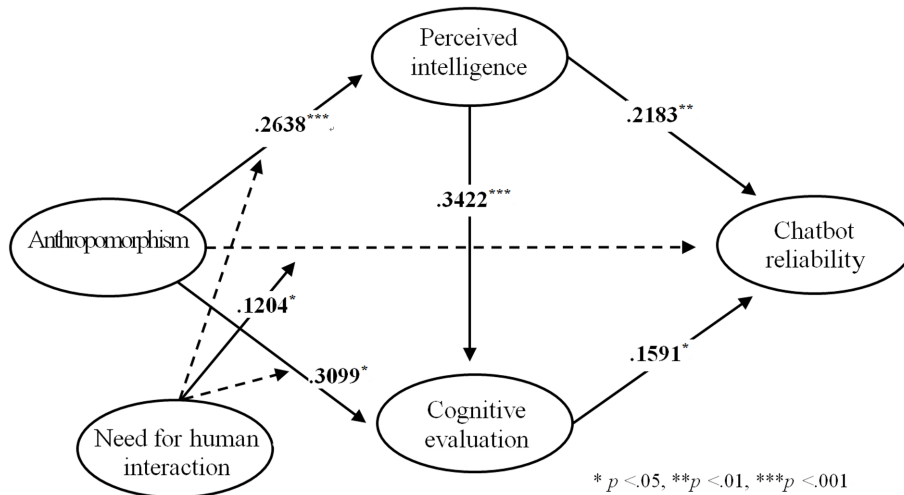 Perceived
intelligence
.2638***
.2183**
.3422***
Anthropomorphism
Chatbot
reliability
.1204*
.3099*
.1591*
Need for human
interaction
Cognitive
evaluation
* p <.05, **p <.01, ***p <.001